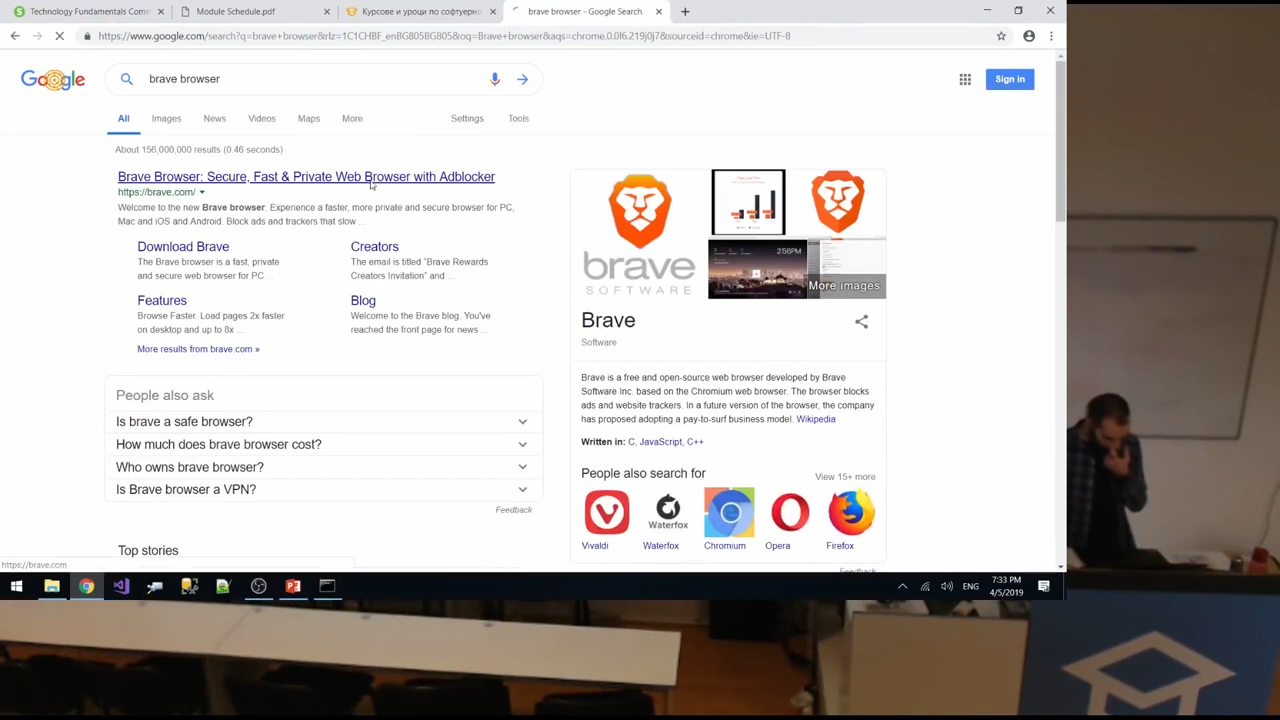 Technology Fundamentals Com
Module Schedule.pdf
Курсове и уроци по софтуерно
brave browser - Google Search
https://www.google.com/search?q=brave+browser&rlz=1C1CHBF_enBG805BG805&oq=Brave+browser&aqs=chrome.0.0l6.219j0j7&sourceid=chrome&ie=UTF-8
Google
brave browser
Sign in
All
Images
News
Videos
Maps
More
Settings
Tools
About 156,000,000 results (0.46 seconds)
Brave Browser: Secure, Fast & Private Web Browser with Adblocker
https://brave.com/
Welcome to the new Brave browser. Experience a faster, more private and secure browser for PC,
Mac and iOS and Android. Block ads and trackers that slow ...
Download Brave
The Brave browser is a fast, private
and secure web browser for PC ...
Creators
The email is titled "Brave Rewards
Creators Invitation" and ...
Features
Browse Faster. Load pages 2x faster
on desktop and up to 8x ...
Blog
Welcome to the Brave blog. You've
reached the front page for news ...
More results from brave.com »
People also ask
Is brave a safe browser?
How much does brave browser cost?
Who owns brave browser?
Is Brave browser a VPN?
Feedback
Top stories
https://brave.com
brave
SOFTWARE
2:56PM
More images
Brave
Software
Brave is a free and open-source web browser developed by Brave
Software Inc. based on the Chromium web browser. The browser blocks
ads and website trackers. In a future version of the browser, the company
has proposed adopting a pay-to-surf business model. Wikipedia
Written in: C, JavaScript, C++
People also search for
View 15+ more
Waterfox
Vivaldi
Waterfox
Chromium
Opera
Firefox
Feedback
ENG
7:33 PM
4/5/2019